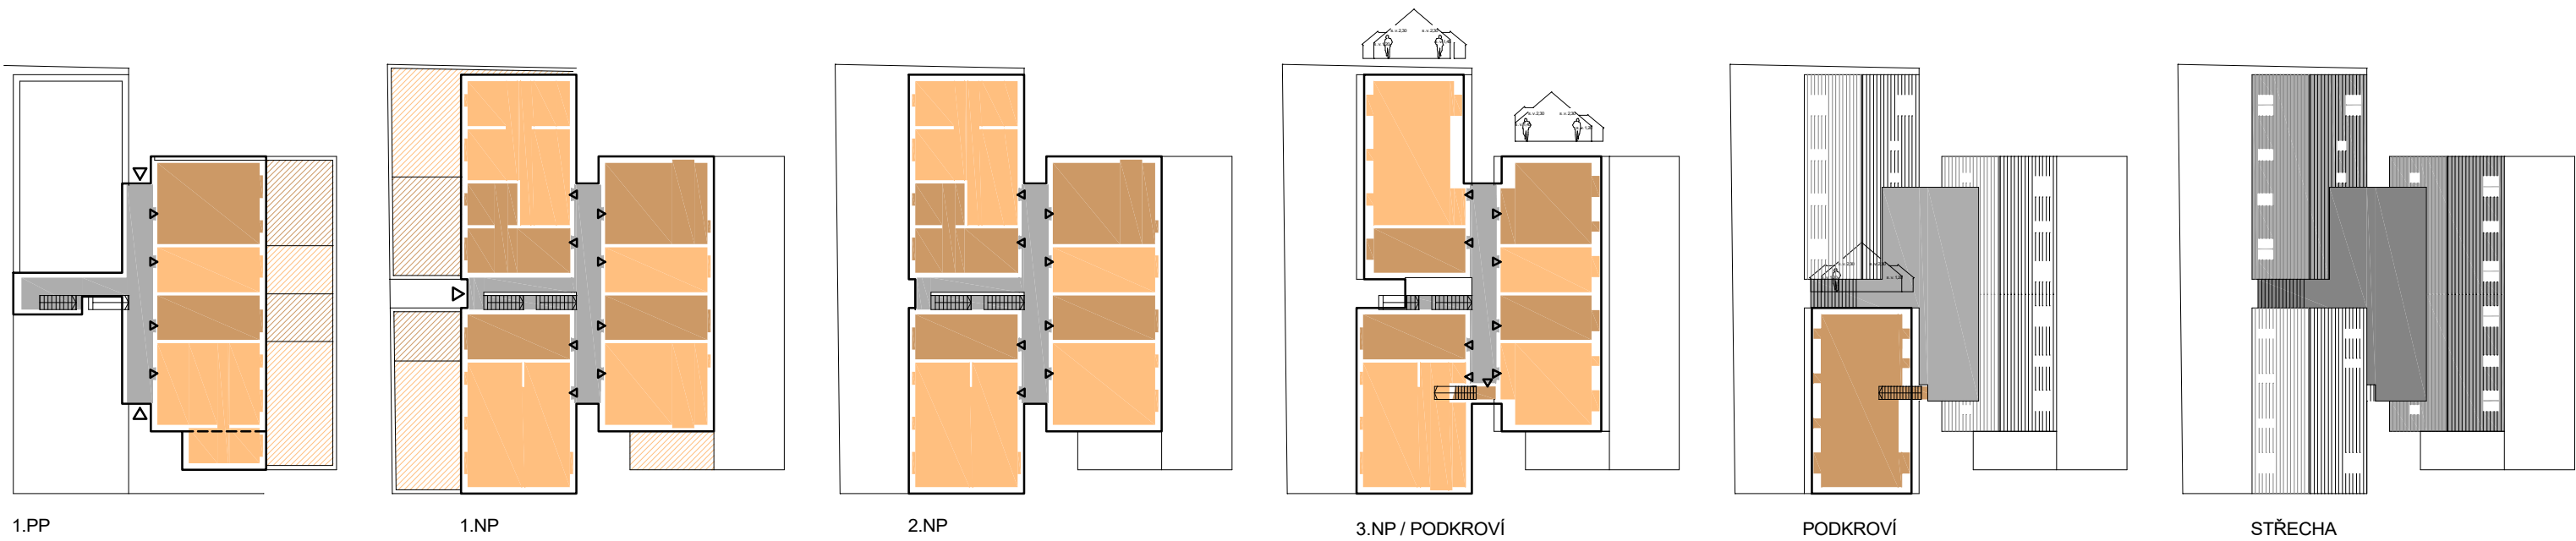 1.PP
1.NP
2.NP
3.NP / PODKROVÍ
PODKROVÍ
STŘECHA